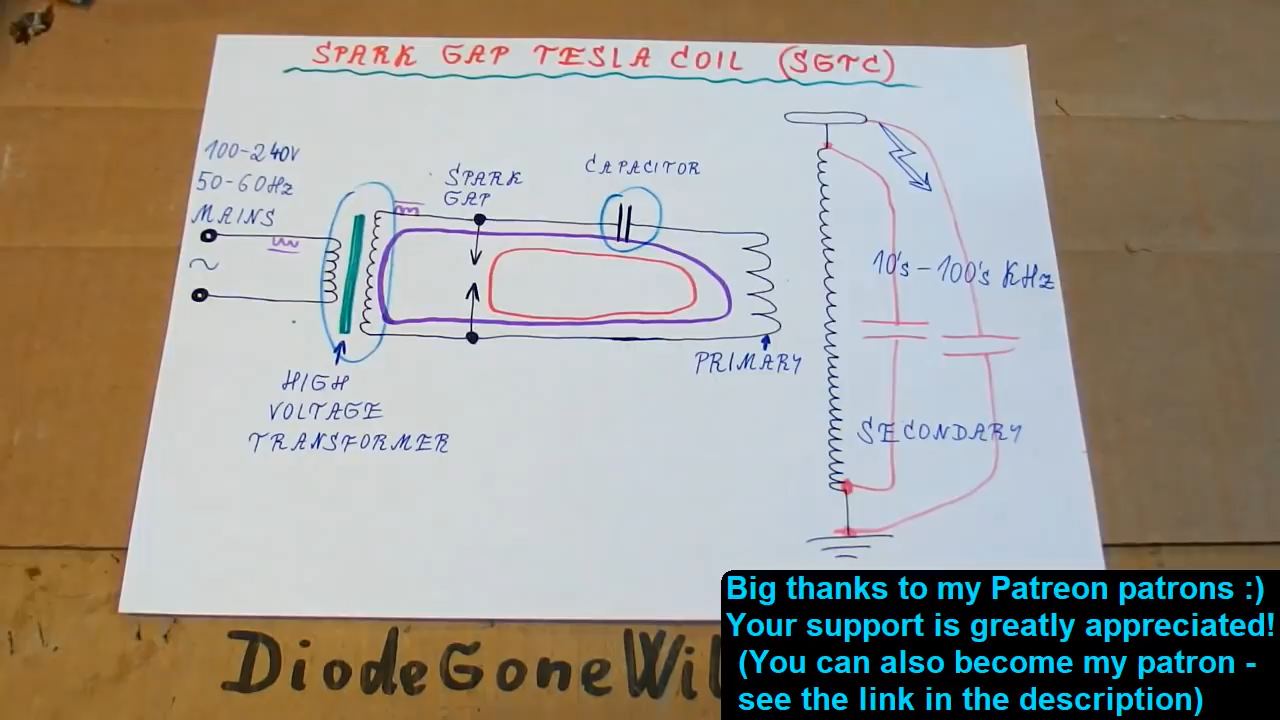 SPARK GAP TESLA COIL (SGTC)
100-240V
50-60Hz
MAINS
~
SPARK
GAP
CAPACITOR
10's - 100's KHz
PRIMARY
HIGH
VOLTAGE
TRANSFORMER
SECONDARY
DiodeGoneWil
Big thanks to my Patreon patrons :)
Your support is greatly appreciated!
(You can also become my patron -
see the link in the description)